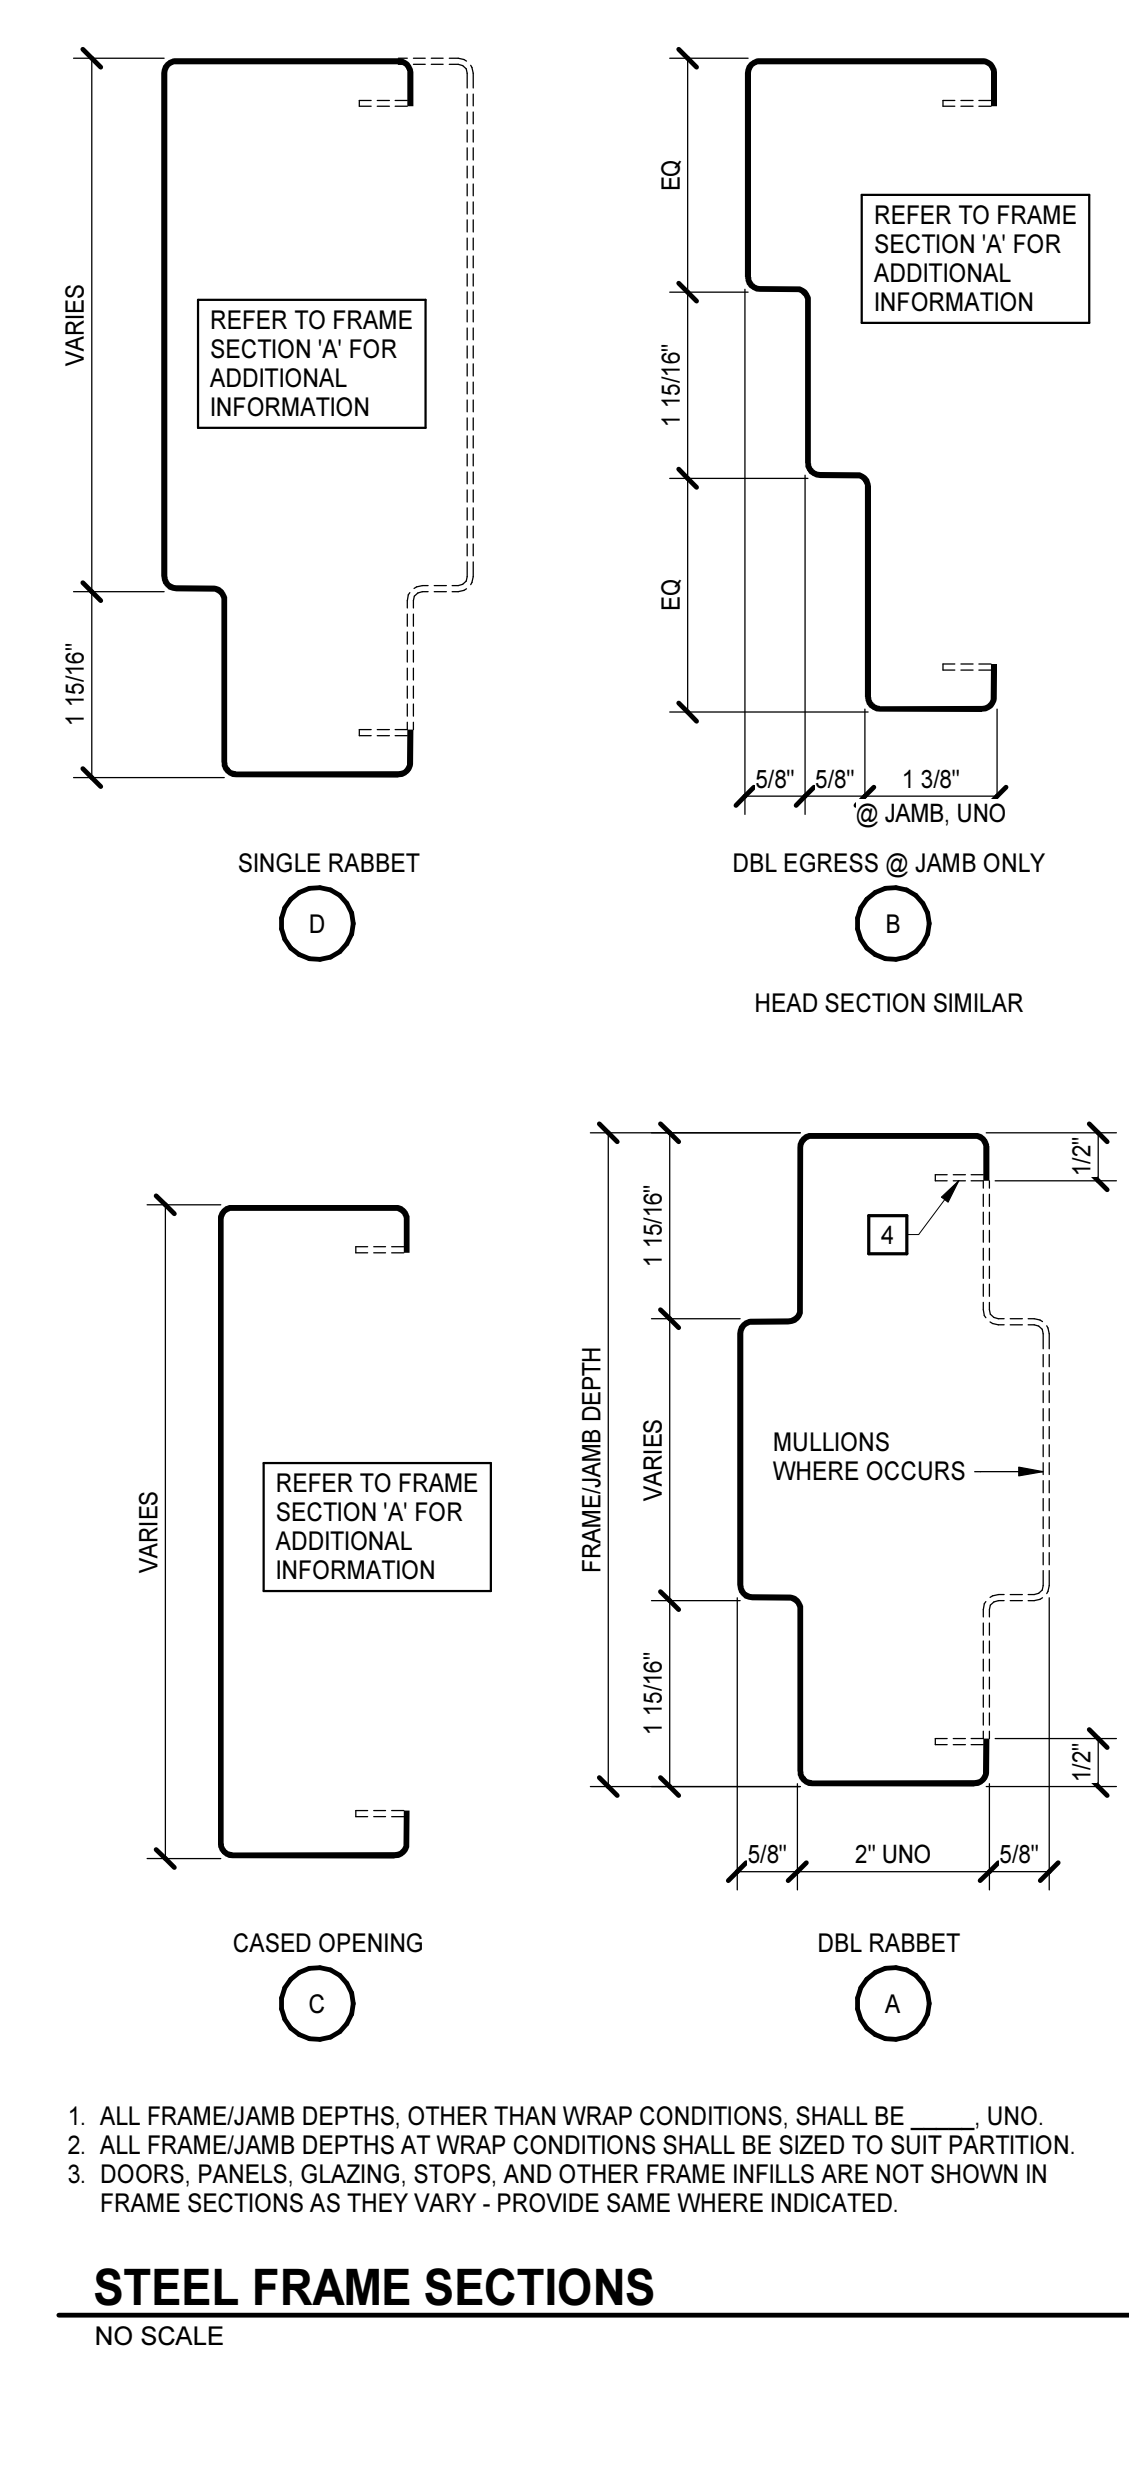 VARIES
1 15/16"
REFER TO FRAME
SECTION 'A' FOR
ADDITIONAL
INFORMATION
SINGLE RABBET
D
EQ
1 15/16"
EQ
REFER TO FRAME
SECTION 'A' FOR
ADDITIONAL
INFORMATION
5/8"
5/8"
1 3/8"
@ JAMB, UNO
DBL EGRESS @ JAMB ONLY
B
HEAD SECTION SIMILAR
VARIES
REFER TO FRAME
SECTION 'A' FOR
ADDITIONAL
INFORMATION
CASED OPENING
C
FRAME/JAMB DEPTH
1 15/16"
VARIES
1 15/16"
1/2"
4
MULLIONS
WHERE OCCURS
1/2"
5/8"
2" UNO
5/8"
DBL RABBET
A
1. ALL FRAME/JAMB DEPTHS, OTHER THAN WRAP CONDITIONS, SHALL BE _____, UNO.
2. ALL FRAME/JAMB DEPTHS AT WRAP CONDITIONS SHALL BE SIZED TO SUIT PARTITION.
3. DOORS, PANELS, GLAZING, STOPS, AND OTHER FRAME INFILLS ARE NOT SHOWN IN
FRAME SECTIONS AS THEY VARY - PROVIDE SAME WHERE INDICATED.
STEEL FRAME SECTIONS
NO SCALE